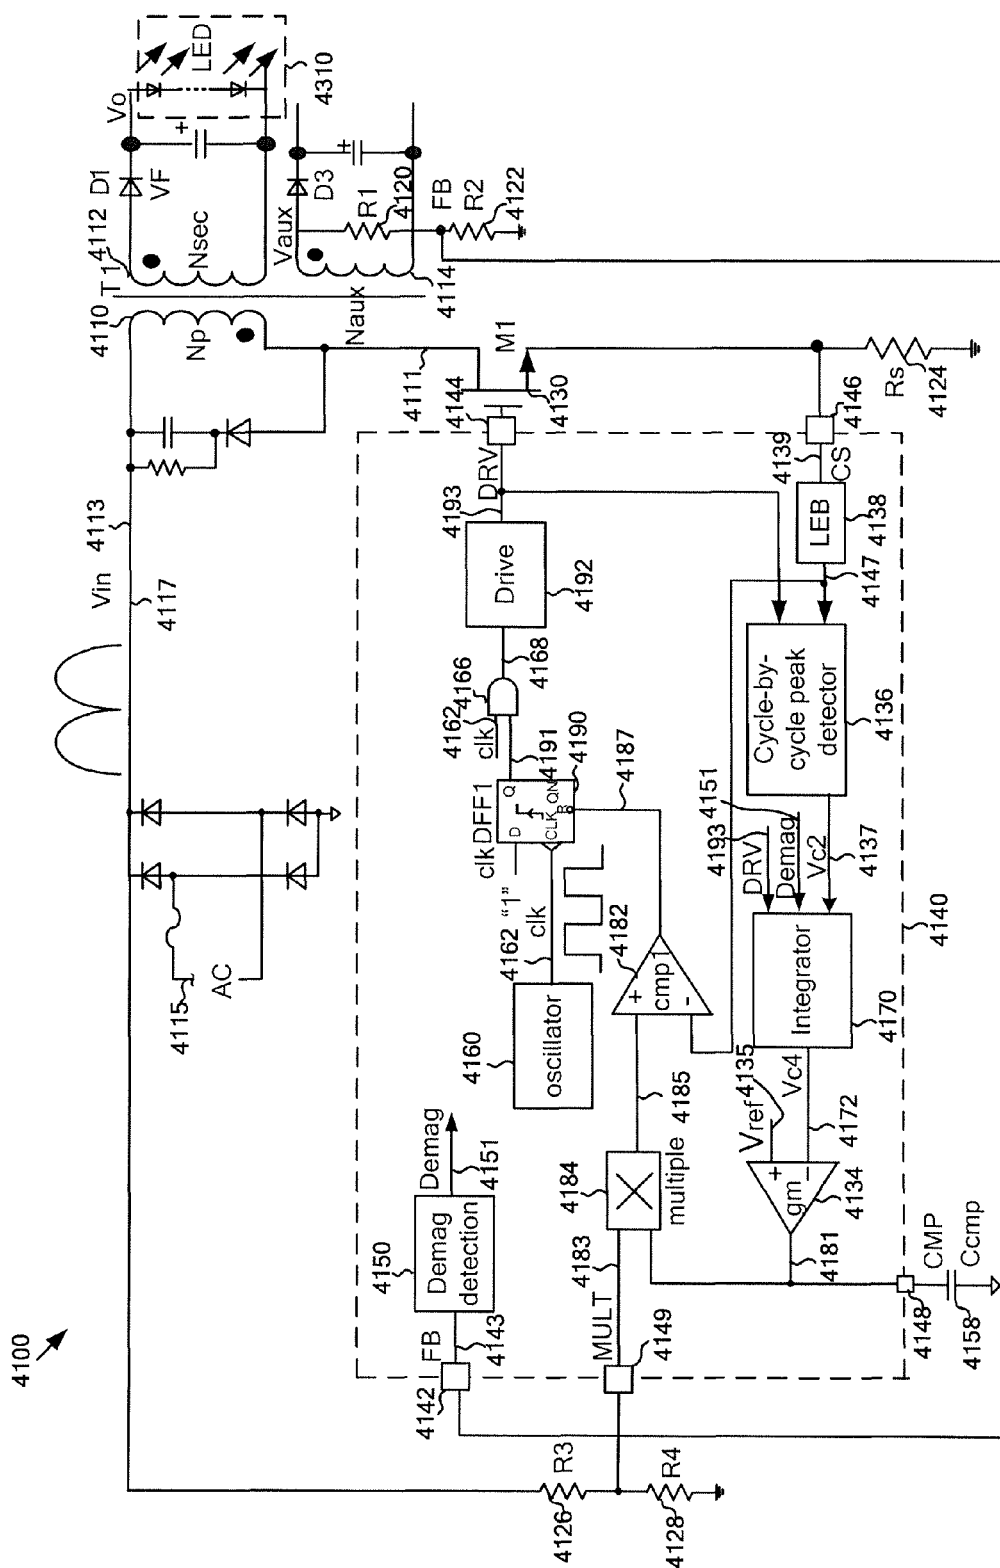 4100
AC
4115
Vin
4117
4113
4110
T1
4112
D1
VF
Vo
LED
4310
Np
Nsec
Vaux
Naux
4114
D3
R1
4120
FB
R2
4122
4111
M1
4130
4144
DRV
4193
Drive
4192
4168
4166
4162
clk
4191
4190
DFF1
clk
D
Q
CLK
QN
R
"1"
4162
clk
4187
oscillator
4160
Demag
4151
Demag
detection
4150
FB
4143
4142
MULT
4149
4183
4184
multiple
4185
+
cmp1
-
4182
4146
4139
CS
Rs
4124
LEB
4138
4147
Cycle-by-
cycle peak
detector
4136
4151
4193
DRV
Demag
Vc2
4137
Integrator
4170
4140
4135
Vref
Vc4
4172
+
gm
-
4134
4181
CMP
4148
Ccmp
4158
R3
4126
R4
4128